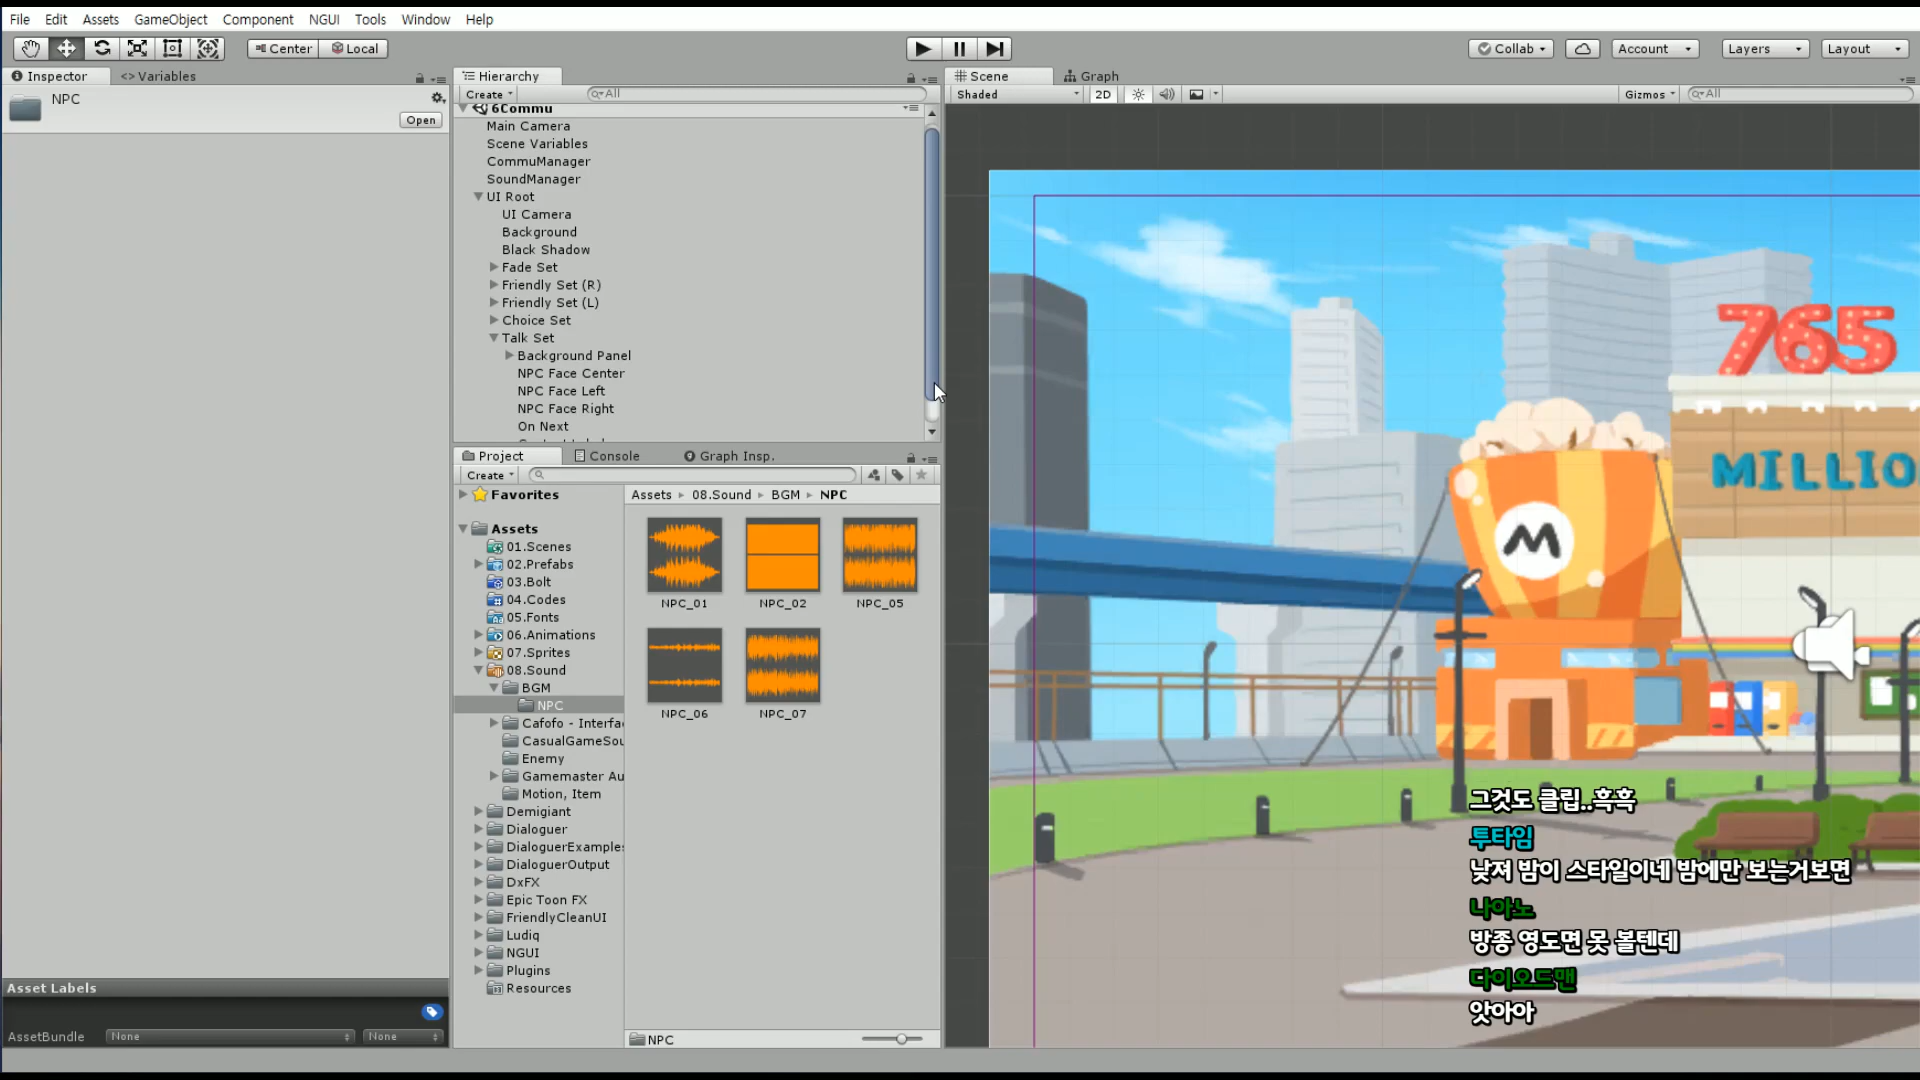 File Edit Assets GameObject Component NGUI Tools Window Help
Center Local
Collab Account Layers Layout
Inspector <> Variables
NPC
Open
Hierarchy
Create All
6Commu
Main Camera
Scene Variables
CommuManager
SoundManager
UI Root
UI Camera
Background
Black Shadow
Fade Set
Friendly Set (R)
Friendly Set (L)
Choice Set
Talk Set
Background Panel
NPC Face Center
NPC Face Left
NPC Face Right
On Next
Project Console Graph Insp.
Create
Favorites
Assets
01.Scenes
02.Prefabs
03.Bolt
04.Codes
05.Fonts
06.Animations
07.Sprites
08.Sound
BGM
NPC
Cafofo - Interfa
CasualGameSou
Enemy
Gamemaster Au
Motion, Item
Demigiant
Dialoguer
DialoguerExamples
DialoguerOutput
DxFX
Epic Toon FX
FriendlyCleanUI
Ludiq
NGUI
Plugins
Resources
Assets 08.Sound BGM NPC
NPC_01 NPC_02 NPC_05
NPC_06 NPC_07
NPC
Scene Graph
Shaded 2D Gizmos All
765
MILLIO
M
그것도 클립..흑흑
투타임
낮져 밤이 스타일이네 밤에만 보는거보면
나아노
방종 영도면 못 볼텐데
다이오드맨
앗아아
Asset Labels
AssetBundle None None